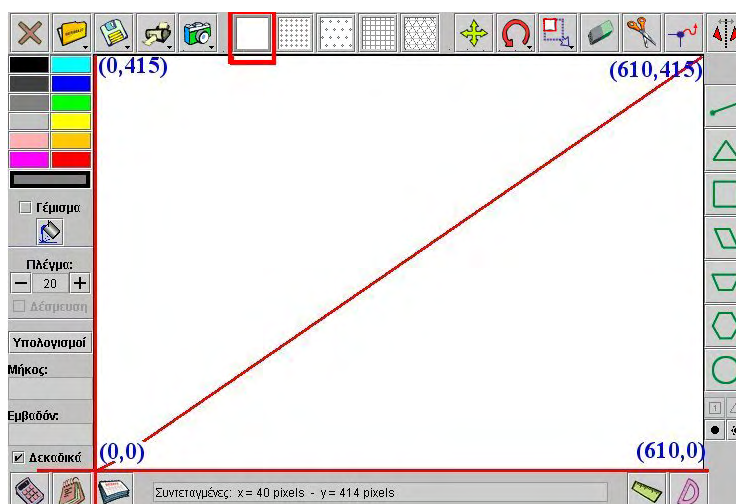 (0,415)
(610,415)
Γέμισμα
Πλέγμα:
20
Δέσμευση
Υπολογισμοί
Μήκος:
Εμβαδόν:
Δεκαδικά
(0,0)
(610,0)
1
Συντεταγμένες: x = 40 pixels - y = 414 pixels